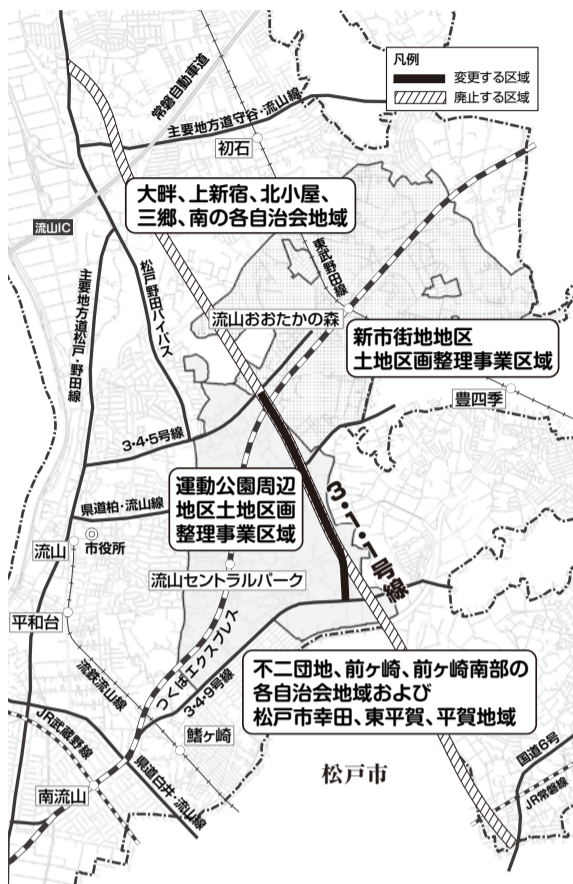 凡例
変更する区域
廃止する区域
常磐自動車道
主要地方道守谷・流山線
初石
大畔、上新宿、北小屋、
三郷、南の各自治会地域
流山IC
主要地方道松戸・野田線
松戸野田バイパス
東武野田線
流山おおたかの森
新市街地地区
土地区画整理事業区域
豊四季
3・4・5号線
3・1・1号線
県道柏・流山線
運動公園周辺
地区土地区画
整理事業区域
流山
市役所
流山セントラルパーク
平和台
つくばエクスプレス
3・4・9号線
流鉄流山線
不二団地、前ヶ崎、前ヶ崎南部の
各自治会地域および
松戸市幸田、東平賀、平賀地域
JR武蔵野線
鰭ヶ崎
県道白井・流山線
南流山
松戸市
国道6号
JR常磐線